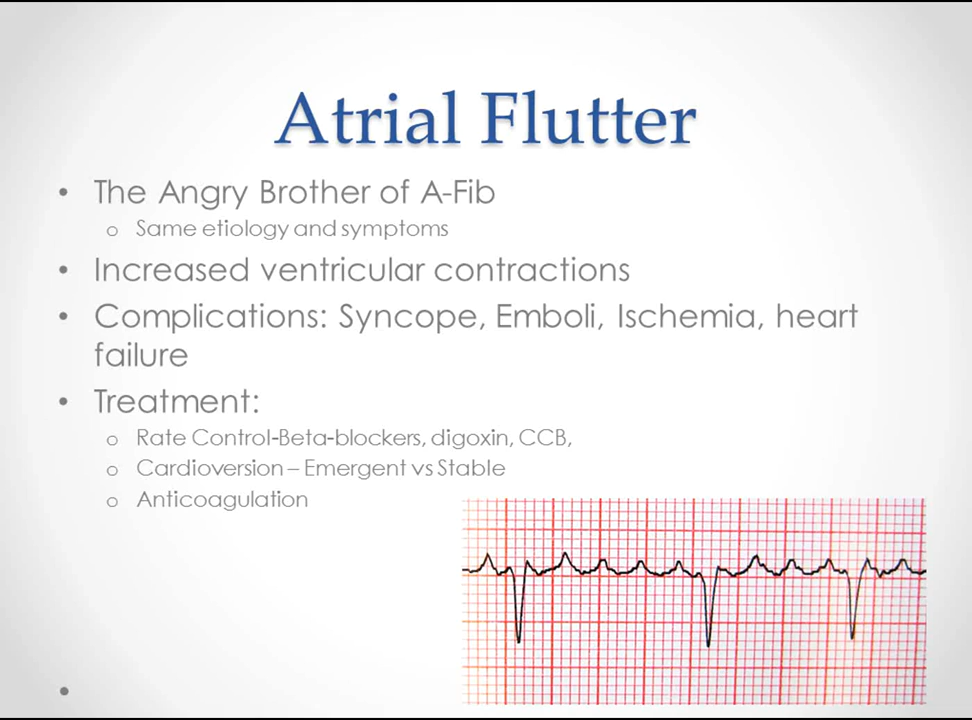 Atrial Flutter
• The Angry Brother of A-Fib
o Same etiology and symptoms
• Increased ventricular contractions
• Complications: Syncope, Emboli, Ischemia, heart
failure
• Treatment:
o Rate Control-Beta-blockers, digoxin, CCB,
o Cardioversion – Emergent vs Stable
o Anticoagulation
•